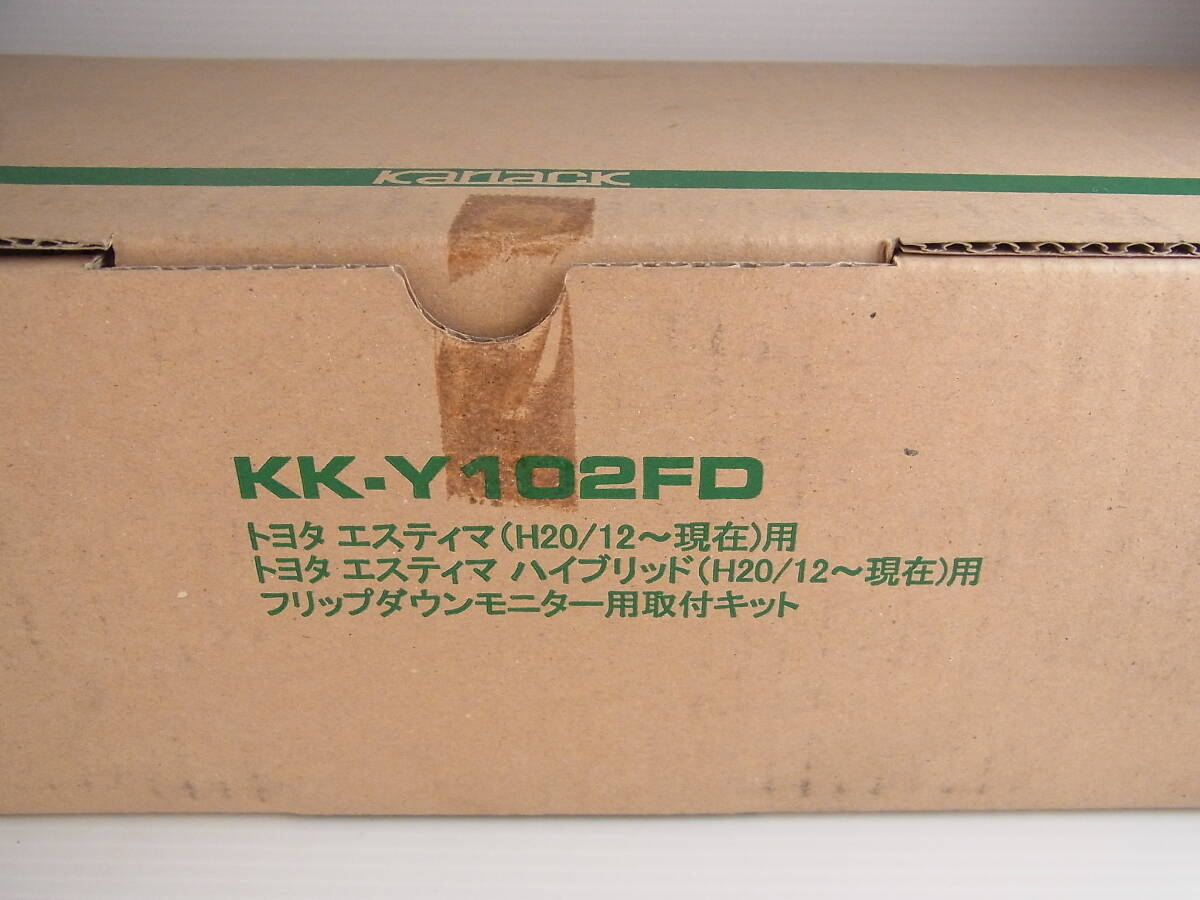 Kanack
KK-Y102FD
トヨタ エスティマ(H20/12～現在)用
トヨタ エスティマ ハイブリッド(H20/12～現在)用
フリップダウンモニター用取付キット